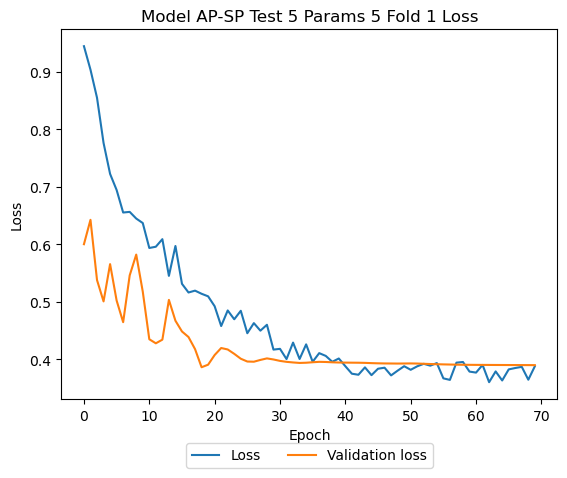 Model AP-SP Test 5 Params 5 Fold 1 Loss
0.9
0.8
0.7
0.6
0.5
0.4
Loss
0 10 20 30 40 50 60 70
Epoch
Loss Validation loss